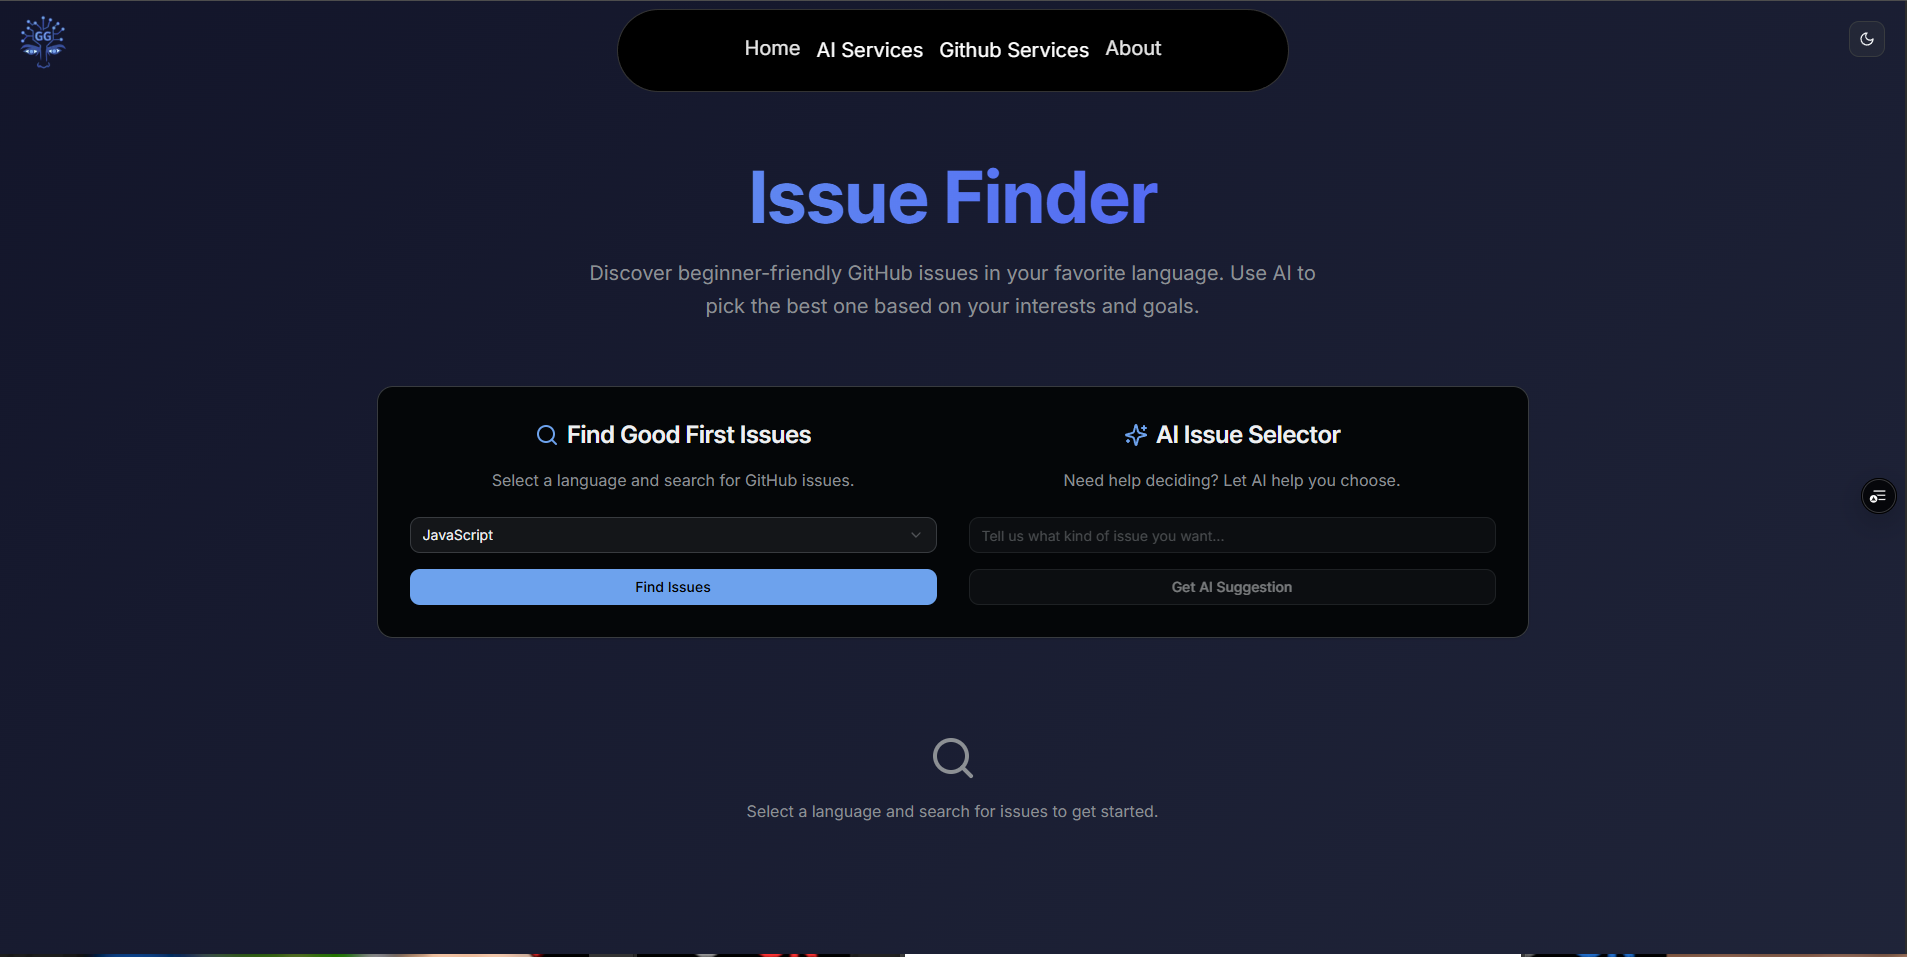 GG
Home AI Services Github Services About
Issue Finder
Discover beginner-friendly GitHub issues in your favorite language. Use AI to
pick the best one based on your interests and goals.
Find Good First Issues
Select a language and search for GitHub issues.
JavaScript
Find Issues
AI Issue Selector
Need help deciding? Let AI help you choose.
Tell us what kind of issue you want...
Get AI Suggestion
Select a language and search for issues to get started.